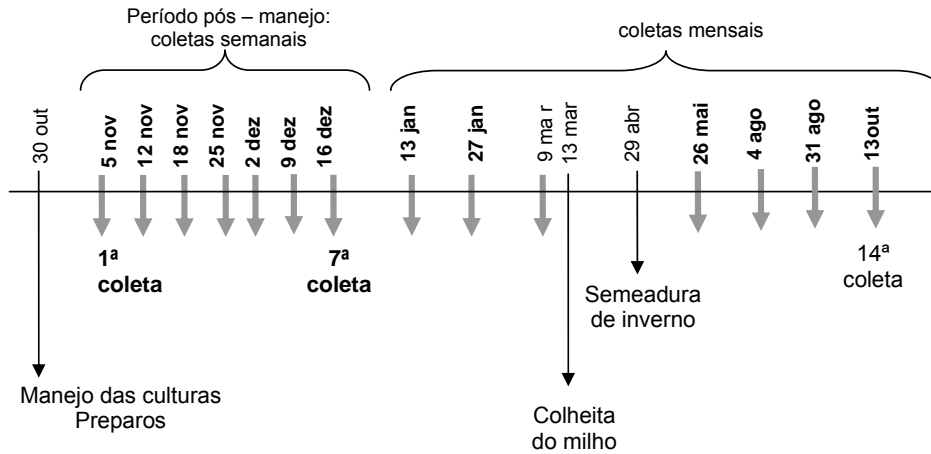 Período pós – manejo:
coletas semanais
coletas mensais
30 out
5 nov
12 nov
18 nov
25 nov
2 dez
9 dez
16 dez
13 jan
27 jan
9 ma r
13 mar
29 abr
26 mai
4 ago
31 ago
13out
1ª
coleta
7ª
coleta
14ª
coleta
Semeadura
de inverno
Manejo das culturas
Preparos
Colheita
do milho